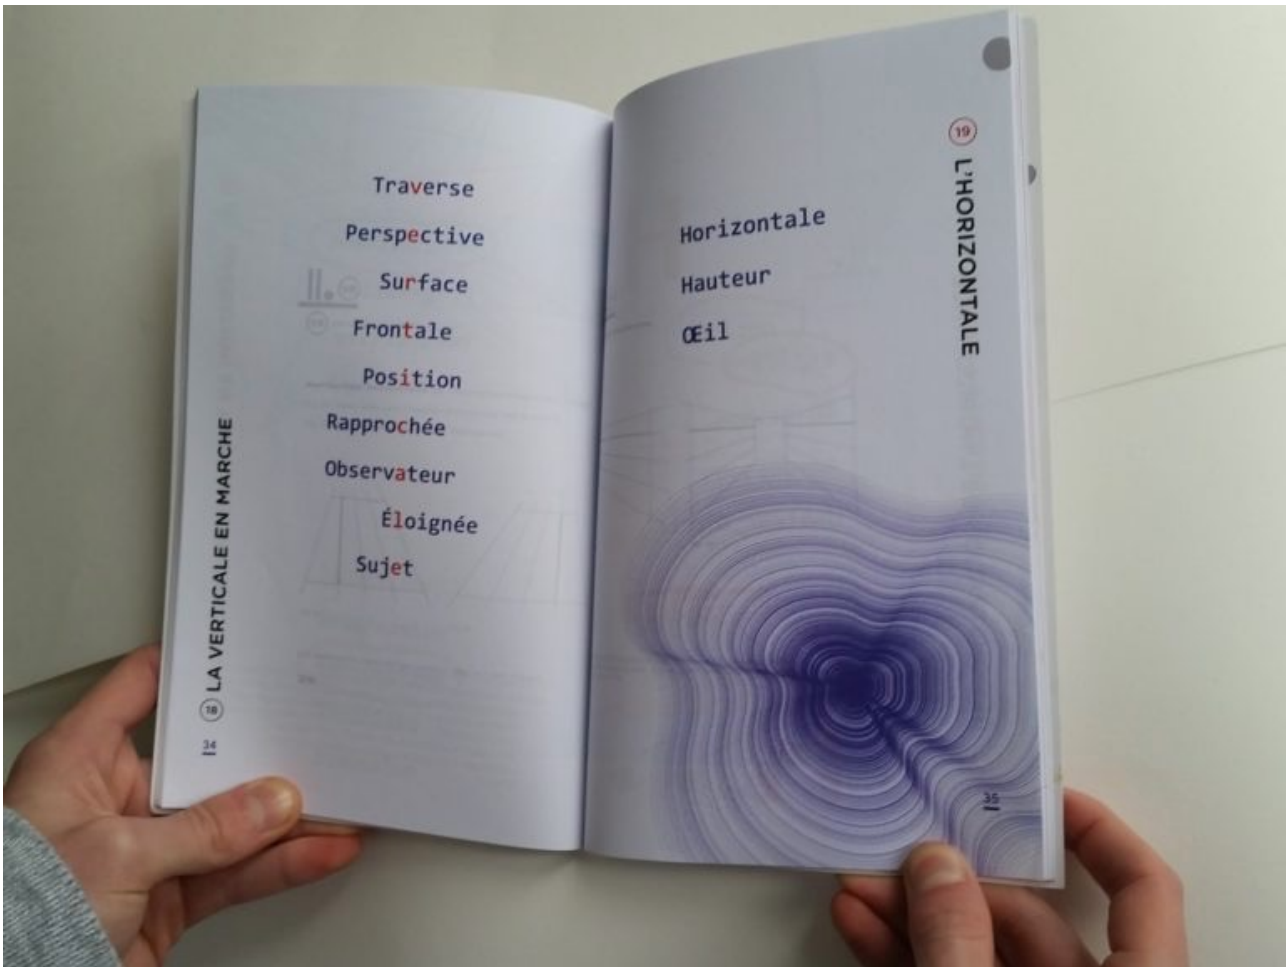 Traverse
Perspective
Surface
Frontale
Position
Rapprochée
Observateur
Éloignée
Sujet
18 LA VERTICALE EN MARCHE
34
19 L'HORIZONTALE
Horizontale
Hauteur
Œil
35